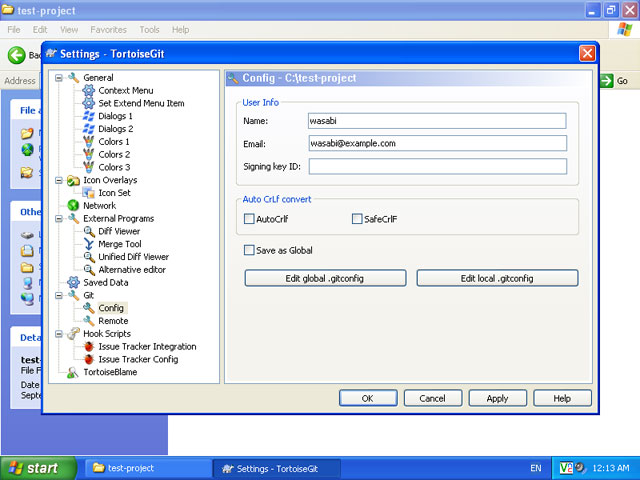 test-project
File Edit View Favorites Tools Help
Address
Go
File a
Othe
Deta
test-
File F
Date
Septe
Settings - TortoiseGit
General
Context Menu
Set Extend Menu Item
Dialogs 1
Dialogs 2
Colors 1
Colors 2
Colors 3
Icon Overlays
Icon Set
Network
External Programs
Diff Viewer
Merge Tool
Unified Diff Viewer
Alternative editor
Saved Data
Git
Config
Remote
Hook Scripts
Issue Tracker Integration
Issue Tracker Config
TortoiseBlame
Config - C:\test-project
User Info
Name: wasabi
Email: wasabi@example.com
Signing key ID:
Auto CrLf convert
AutoCrlf SafeCrlF
Save as Global
Edit global .gitconfig Edit local .gitconfig
OK Cancel Apply Help
start test-project Settings - TortoiseGit EN 12:13 AM